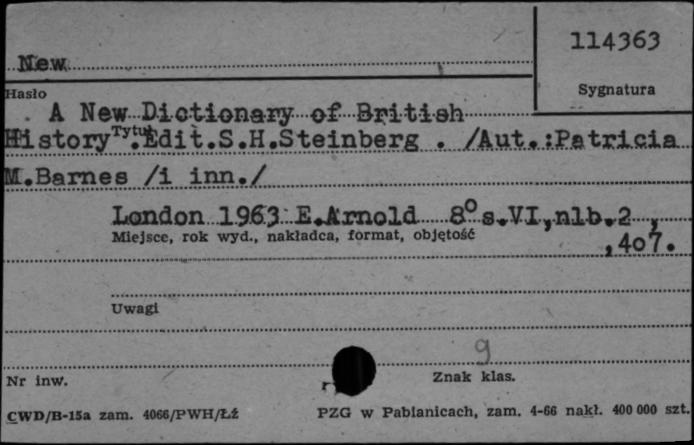 114363
New
Hasło
Sygnatura
A New Dictionary of British
History Tytuł .Edit.S.H.Steinberg . /Aut.:Patricia
M.Barnes /i inn./
London 1963 E.Arnold 8° s.VI,nlb.2 ,
Miejsce, rok wyd., nakładca, format, objętość
,407.
Uwagi
9
Nr inw.
Znak klas.
CWD/B-15a zam. 4066/PWH/Łź PZG w Pabianicach, zam. 4-66 nakł. 400 000 szt.